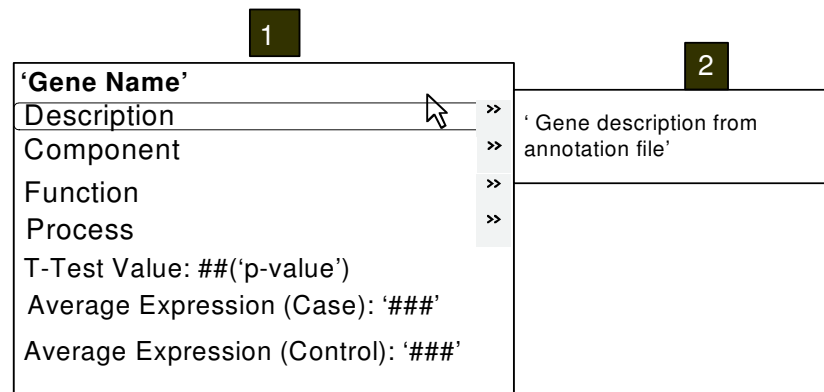 1
‘Gene Name’
Description »
Component »
Function »
Process »
T-Test Value: ##(‘p-value’)
Average Expression (Case): ‘###’
Average Expression (Control): ‘###’
2
‘ Gene description from
annotation file’